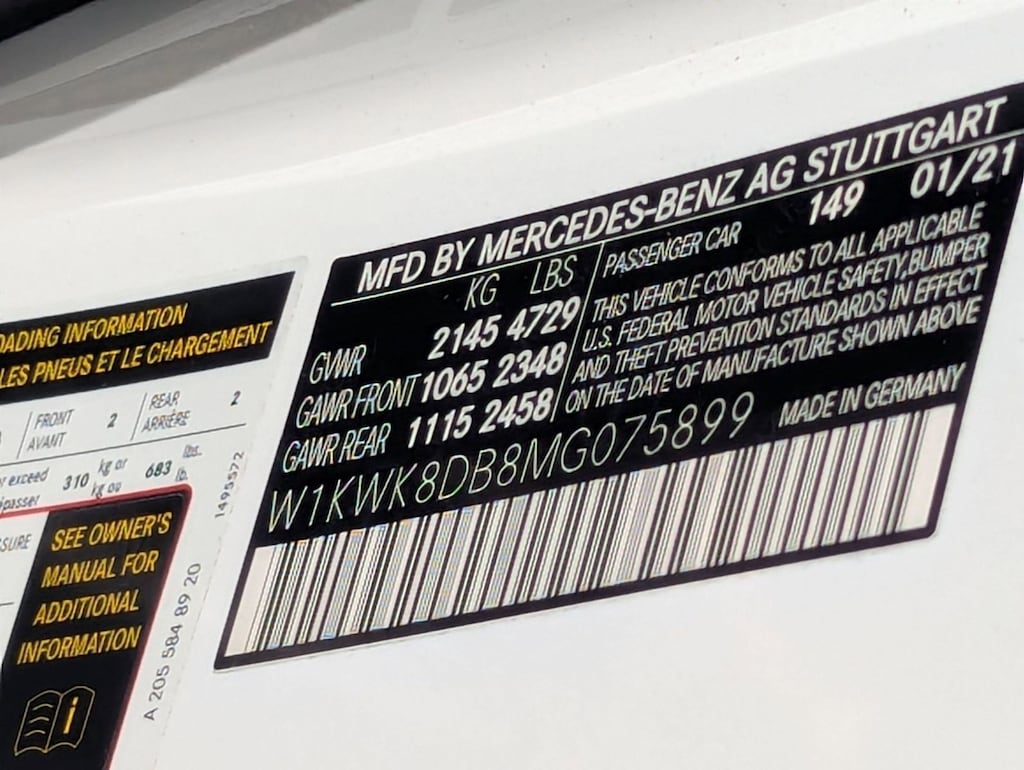 MFD BY MERCEDES-BENZ AG STUTTGART
KG LBS
PASSENGER CAR 149 01/21
GVWR 2145 4729
GAWR FRONT 1065 2348
GAWR REAR 1115 2458
THIS VEHICLE CONFORMS TO ALL APPLICABLE
U.S. FEDERAL MOTOR VEHICLE SAFETY,BUMPER
AND THEFT PREVENTION STANDARDS IN EFFECT
ON THE DATE OF MANUFACTURE SHOWN ABOVE
W1KWK8DB8MG075899
MADE IN GERMANY
ADING INFORMATION
LES PNEUS ET LE CHARGEMENT
FRONT 2 REAR 2
AVANT ARRIÈRE
exceed 310 kg or 683 lbs.
kg ou lb.
SEE OWNER'S
MANUAL FOR
ADDITIONAL
INFORMATION
i
1495572
A 205 584 89 20